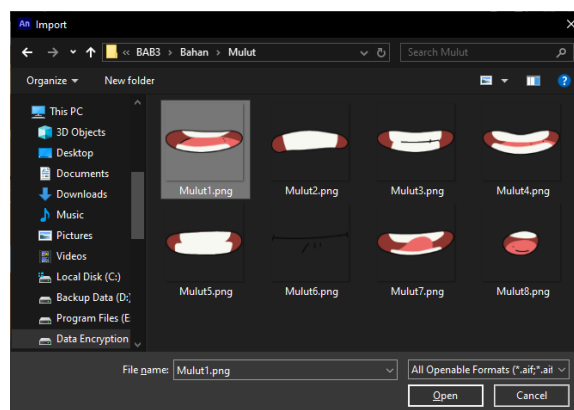 An Import
« BAB3 › Bahan › Mulut
Search Mulut
Organize
New folder
This PC
3D Objects
Desktop
Documents
Downloads
Music
Pictures
Videos
Local Disk (C:)
Backup Data (D:)
Program Files (E
Data Encryption
Mulut1.png
Mulut2.png
Mulut3.png
Mulut4.png
Mulut5.png
Mulut6.png
Mulut7.png
Mulut8.png
File name: Mulut1.png
All Openable Formats (*.aif;*.aif
Open
Cancel